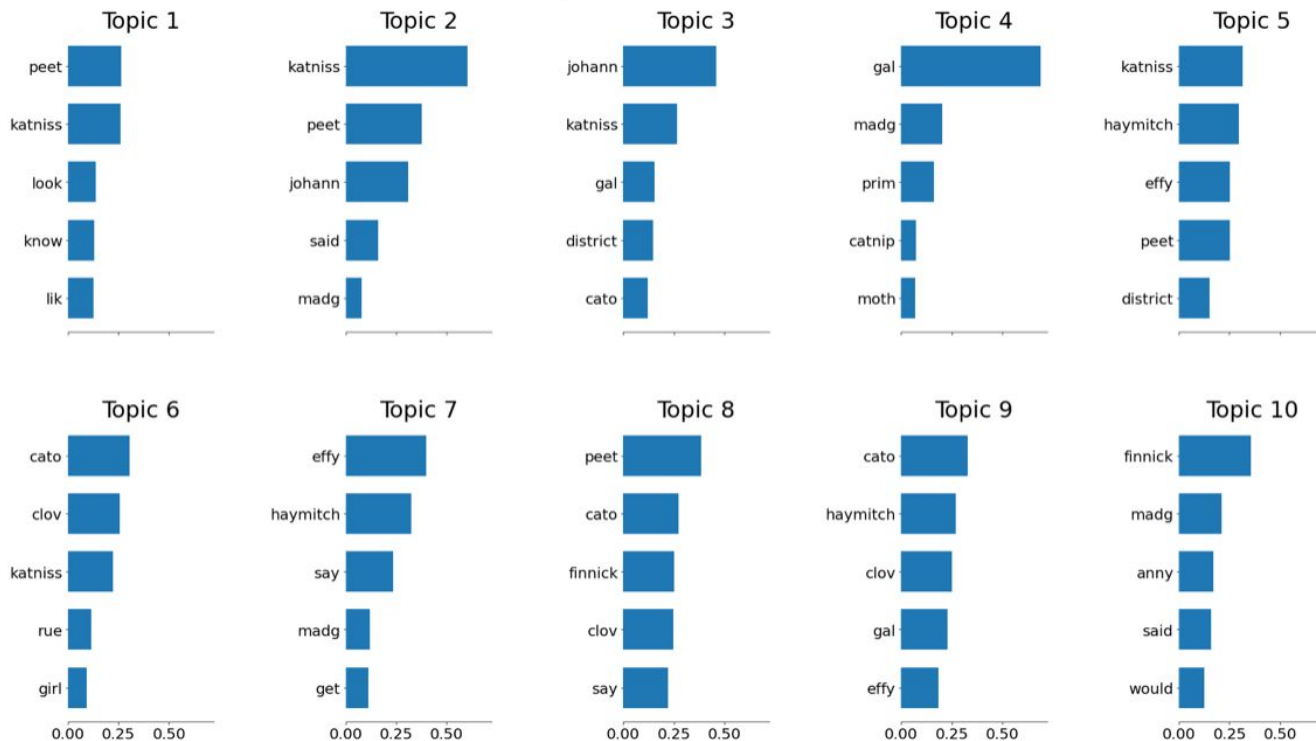 Topic 1
peet
katniss
look
know
lik
Topic 2
katniss
peet
johann
said
madg
Topic 3
johann
katniss
gal
district
cato
Topic 4
gal
madg
prim
catnip
moth
Topic 5
katniss
haymitch
effy
peet
district
Topic 6
cato
clov
katniss
rue
girl
0.00 0.25 0.50
Topic 7
effy
haymitch
say
madg
get
0.00 0.25 0.50
Topic 8
peet
cato
finnick
clov
say
0.00 0.25 0.50
Topic 9
cato
haymitch
clov
gal
effy
0.00 0.25 0.50
Topic 10
finnick
madg
anny
said
would
0.00 0.25 0.50